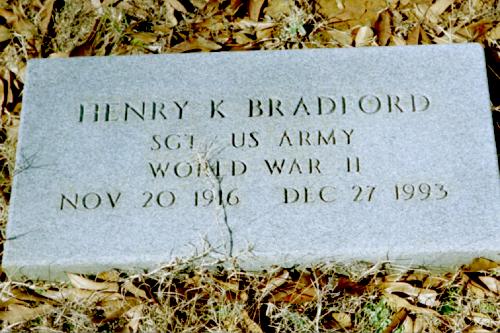 HENRY K BRADFORD
SGT US ARMY
WORLD WAR II
NOV 20 1916 DEC 27 1993